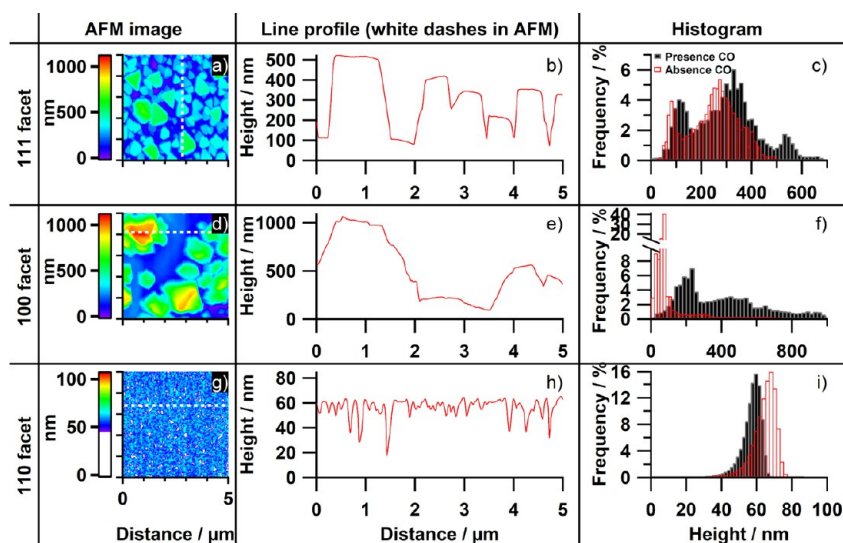 AFM image
Line profile (white dashes in AFM)
Histogram
111 facet
nm
1000
500
0
a)
Height / nm
500
400
300
200
100
0
b)
0 1 2 3 4 5
Frequency / %
6
4
2
0
c)
Presence CO
Absence CO
0 200 400 600
100 facet
nm
1000
500
0
d)
Height / nm
1000
500
0
e)
0 1 2 3 4 5
Frequency / %
40
30
20
8
6
4
2
0
f)
0 400 800
110 facet
nm
100
50
0
g)
0 5
Distance / µm
Height / nm
80
60
40
20
0
h)
0 1 2 3 4 5
Distance / µm
Frequency / %
16
12
8
4
0
i)
0 20 40 60 80 100
Height / nm